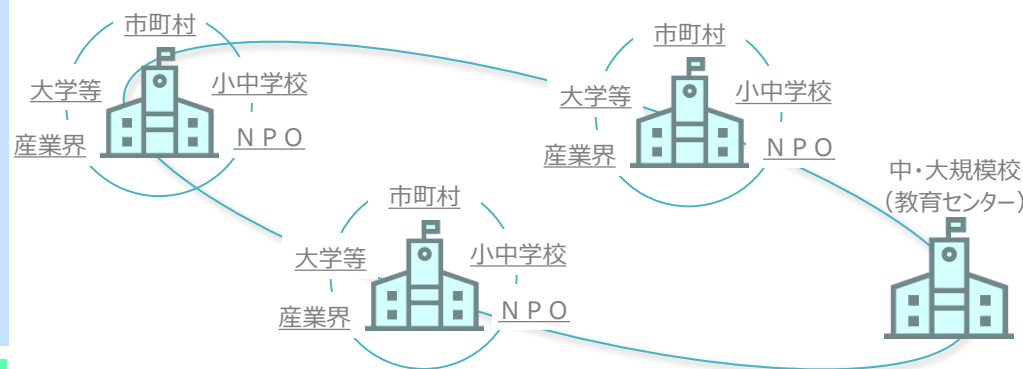 市町村
大学等
小中学校
産業界
ＮＰＯ
市町村
大学等
小中学校
産業界
ＮＰＯ
市町村
大学等
小中学校
産業界
ＮＰＯ
中・大規模校
（教育センター）